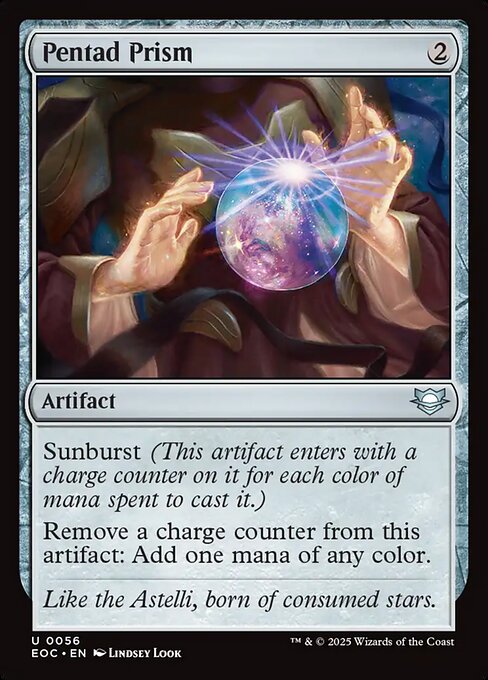 Pentad Prism 2
Artifact
Sunburst (This artifact enters with a
charge counter on it for each color of
mana spent to cast it.)
Remove a charge counter from this
artifact: Add one mana of any color.
Like the Astelli, born of consumed stars.
U 0056
EOC • EN Lindsey Look
™ & © 2025 Wizards of the Coast